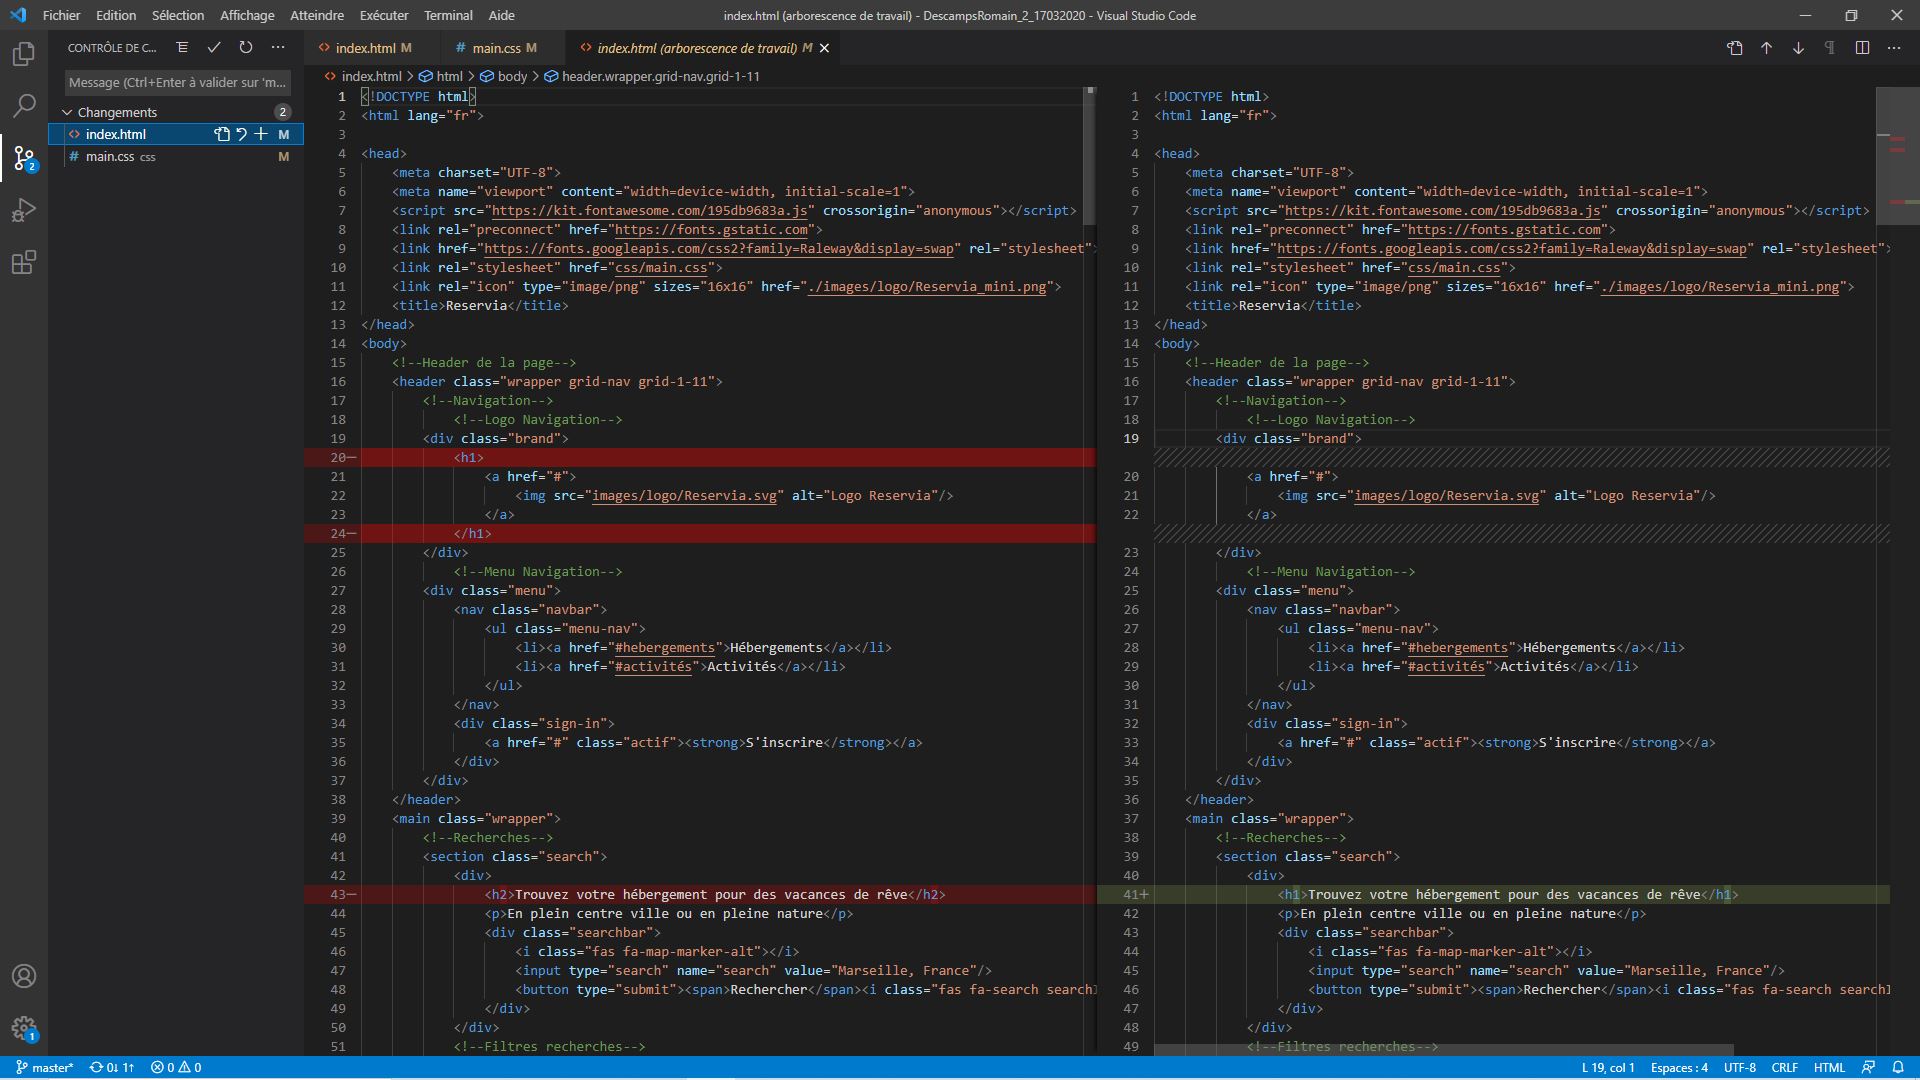 Fichier Edition Sélection Affichage Atteindre Exécuter Terminal Aide
index.html (arborescence de travail) - DescampsRomain_2_17032020 - Visual Studio Code
CONTRÔLE DE C...
Message (Ctrl+Enter à valider sur 'm...
Changements 2
index.html M
main.css css M
2
1
index.html M
main.css M
index.html (arborescence de travail) M
index.html > html > body > header.wrapper.grid-nav.grid-1-11
1 <!DOCTYPE html>
2 <html lang="fr">
3
4 <head>
5 <meta charset="UTF-8">
6 <meta name="viewport" content="width=device-width, initial-scale=1">
7 <script src="https://kit.fontawesome.com/195db9683a.js" crossorigin="anonymous"></script>
8 <link rel="preconnect" href="https://fonts.gstatic.com">
9 <link href="https://fonts.googleapis.com/css2?family=Raleway&display=swap" rel="stylesheet">
10 <link rel="stylesheet" href="css/main.css">
11 <link rel="icon" type="image/png" sizes="16x16" href="./images/logo/Reservia_mini.png">
12 <title>Reservia</title>
13 </head>
14 <body>
15 <!--Header de la page-->
16 <header class="wrapper grid-nav grid-1-11">
17 <!--Navigation-->
18 <!--Logo Navigation-->
19 <div class="brand">
20— <h1>
21 <a href="#">
22 <img src="images/logo/Reservia.svg" alt="Logo Reservia"/>
23 </a>
24— </h1>
25 </div>
26 <!--Menu Navigation-->
27 <div class="menu">
28 <nav class="navbar">
29 <ul class="menu-nav">
30 <li><a href="#hebergements">Hébergements</a></li>
31 <li><a href="#activités">Activités</a></li>
32 </ul>
33 </nav>
34 <div class="sign-in">
35 <a href="#" class="actif"><strong>S'inscrire</strong></a>
36 </div>
37 </div>
38 </header>
39 <main class="wrapper">
40 <!--Recherches-->
41 <section class="search">
42 <div>
43— <h2>Trouvez votre hébergement pour des vacances de rêve</h2>
44 <p>En plein centre ville ou en pleine nature</p>
45 <div class="searchbar">
46 <i class="fas fa-map-marker-alt"></i>
47 <input type="search" name="search" value="Marseille, France"/>
48 <button type="submit"><span>Rechercher</span><i class="fas fa-search search
49 </div>
50 </div>
51 <!--Filtres recherches-->
1 <!DOCTYPE html>
2 <html lang="fr">
3
4 <head>
5 <meta charset="UTF-8">
6 <meta name="viewport" content="width=device-width, initial-scale=1">
7 <script src="https://kit.fontawesome.com/195db9683a.js" crossorigin="anonymous"></script>
8 <link rel="preconnect" href="https://fonts.gstatic.com">
9 <link href="https://fonts.googleapis.com/css2?family=Raleway&display=swap" rel="stylesheet">
10 <link rel="stylesheet" href="css/main.css">
11 <link rel="icon" type="image/png" sizes="16x16" href="./images/logo/Reservia_mini.png">
12 <title>Reservia</title>
13 </head>
14 <body>
15 <!--Header de la page-->
16 <header class="wrapper grid-nav grid-1-11">
17 <!--Navigation-->
18 <!--Logo Navigation-->
19 <div class="brand">
20 <a href="#">
21 <img src="images/logo/Reservia.svg" alt="Logo Reservia"/>
22 </a>
23 </div>
24 <!--Menu Navigation-->
25 <div class="menu">
26 <nav class="navbar">
27 <ul class="menu-nav">
28 <li><a href="#hebergements">Hébergements</a></li>
29 <li><a href="#activités">Activités</a></li>
30 </ul>
31 </nav>
32 <div class="sign-in">
33 <a href="#" class="actif"><strong>S'inscrire</strong></a>
34 </div>
35 </div>
36 </header>
37 <main class="wrapper">
38 <!--Recherches-->
39 <section class="search">
40 <div>
41+ <h1>Trouvez votre hébergement pour des vacances de rêve</h1>
42 <p>En plein centre ville ou en pleine nature</p>
43 <div class="searchbar">
44 <i class="fas fa-map-marker-alt"></i>
45 <input type="search" name="search" value="Marseille, France"/>
46 <button type="submit"><span>Rechercher</span><i class="fas fa-search search
47 </div>
48 </div>
49 <!--Filtres recherches-->
master* 0↓ 1↑ 0 0
L 19, col 1 Espaces : 4 UTF-8 CRLF HTML